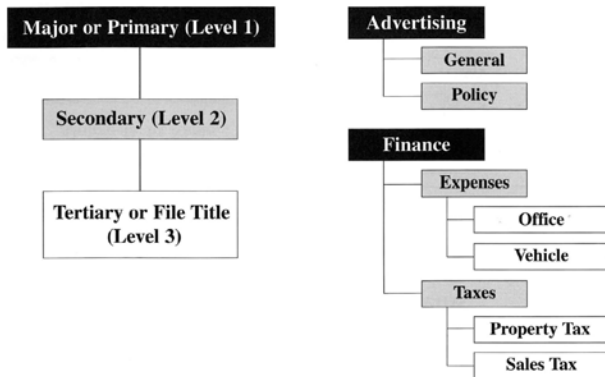 Major or Primary (Level 1)
Secondary (Level 2)
Tertiary or File Title
(Level 3)
Advertising
General
Policy
Finance
Expenses
Office
Vehicle
Taxes
Property Tax
Sales Tax